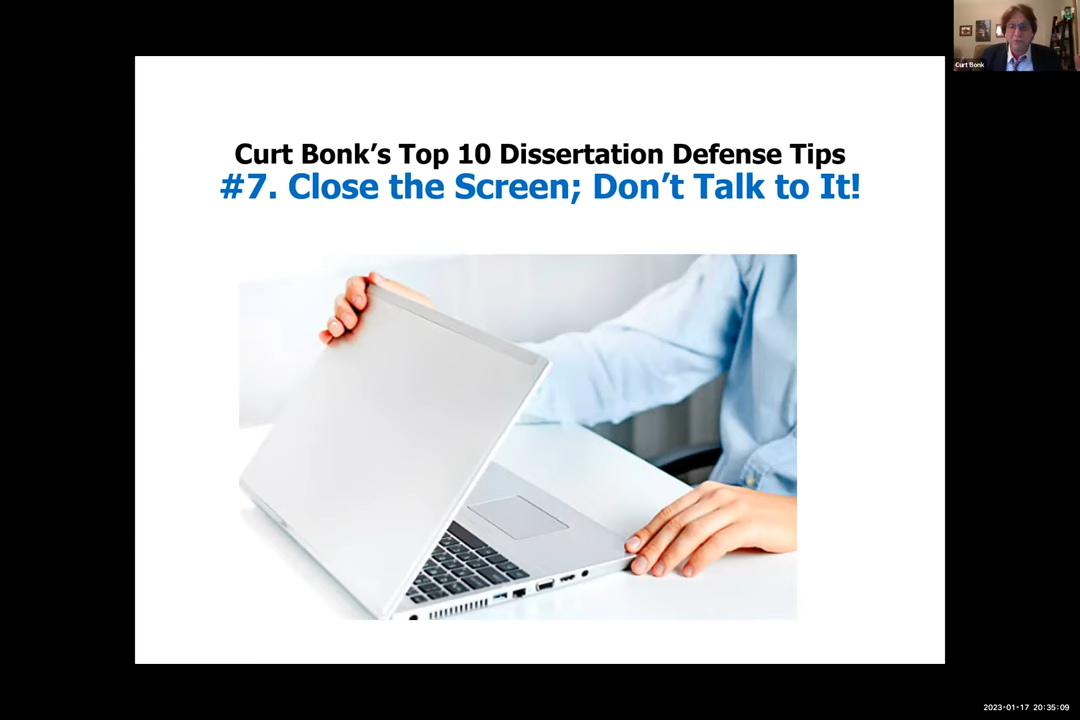 Curt Bonk
Curt Bonk’s Top 10 Dissertation Defense Tips
#7. Close the Screen; Don’t Talk to It!
2023-01-17 20:35:09